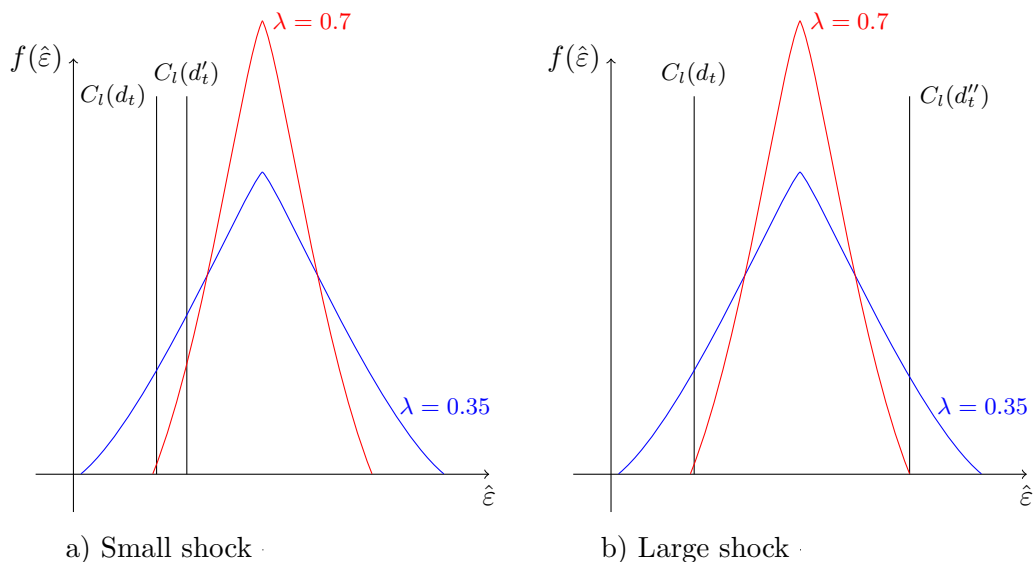 f(ε̂)
C_l(d_t)
C_l(d'_t)
λ = 0.7
λ = 0.35
ε̂
a) Small shock
f(ε̂)
C_l(d_t)
λ = 0.7
C_l(d''_t)
λ = 0.35
ε̂
b) Large shock